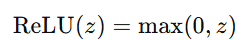 ReLU(z) = max(0, z)